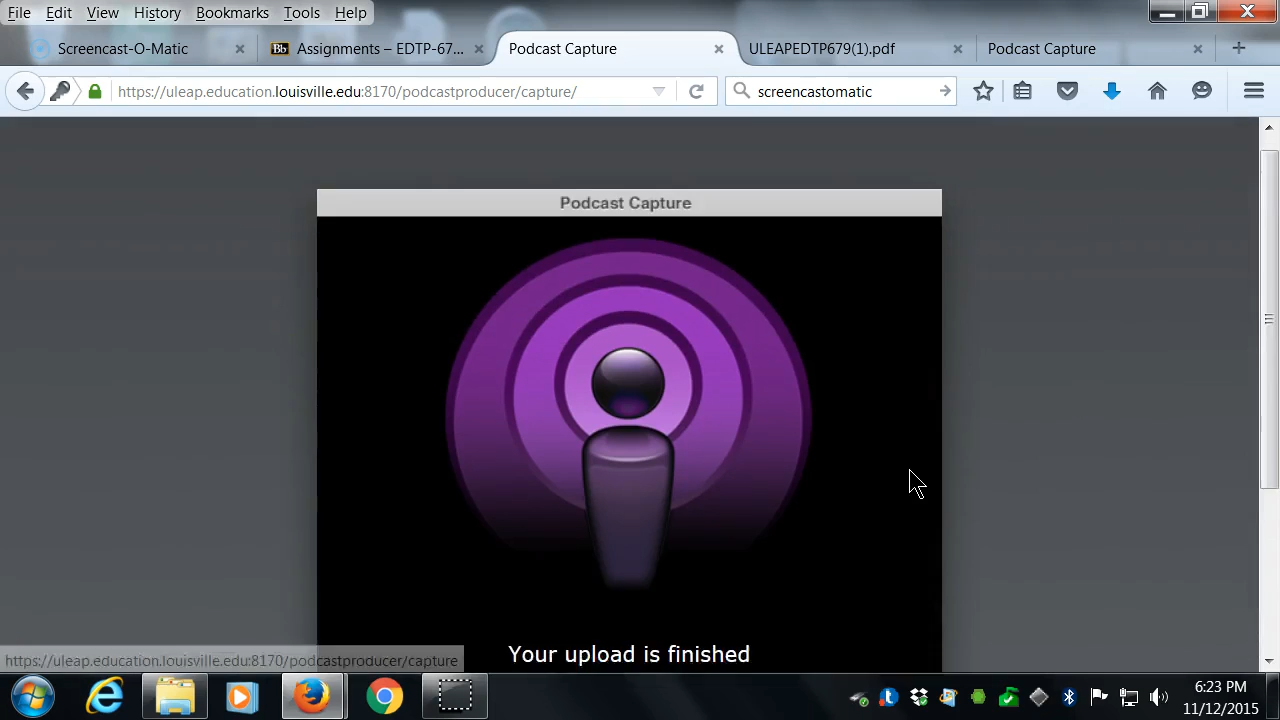 File Edit View History Bookmarks Tools Help
Screencast-O-Matic
Bb Assignments – EDTP-67...
Podcast Capture
ULEAPEDTP679(1).pdf
Podcast Capture
https://uleap.education.louisville.edu:8170/podcastproducer/capture/
screencastomatic
Podcast Capture
Your upload is finished
https://uleap.education.louisville.edu:8170/podcastproducer/capture
6:23 PM
11/12/2015